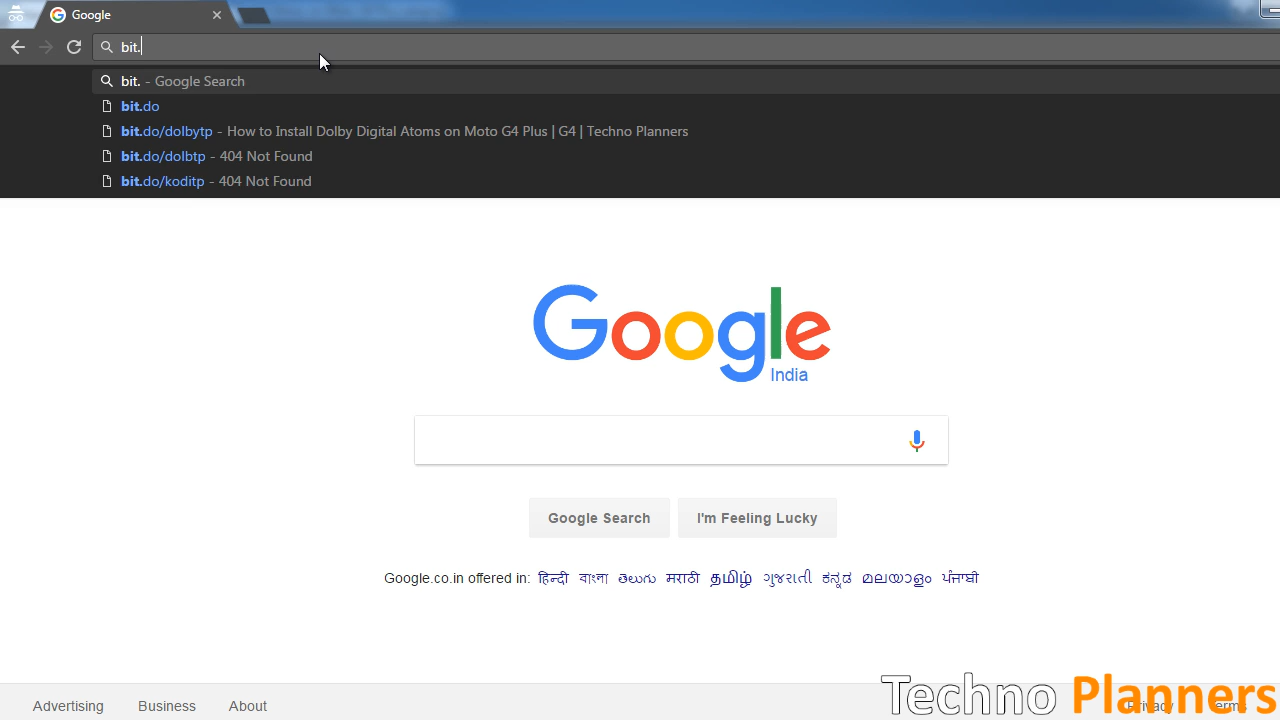 Google
bit.
bit. - Google Search
bit.do
bit.do/dolbytp - How to Install Dolby Digital Atoms on Moto G4 Plus | G4 | Techno Planners
bit.do/dolbtp - 404 Not Found
bit.do/koditp - 404 Not Found
Google
India
Google Search I'm Feeling Lucky
Google.co.in offered in: हिन्दी বাংলা తెలుగు मराठी தமிழ் ગુજરાતી ಕನ್ನಡ മലയാളം ਪੰਜਾਬੀ
Advertising Business About Privacy Terms
Techno Planners